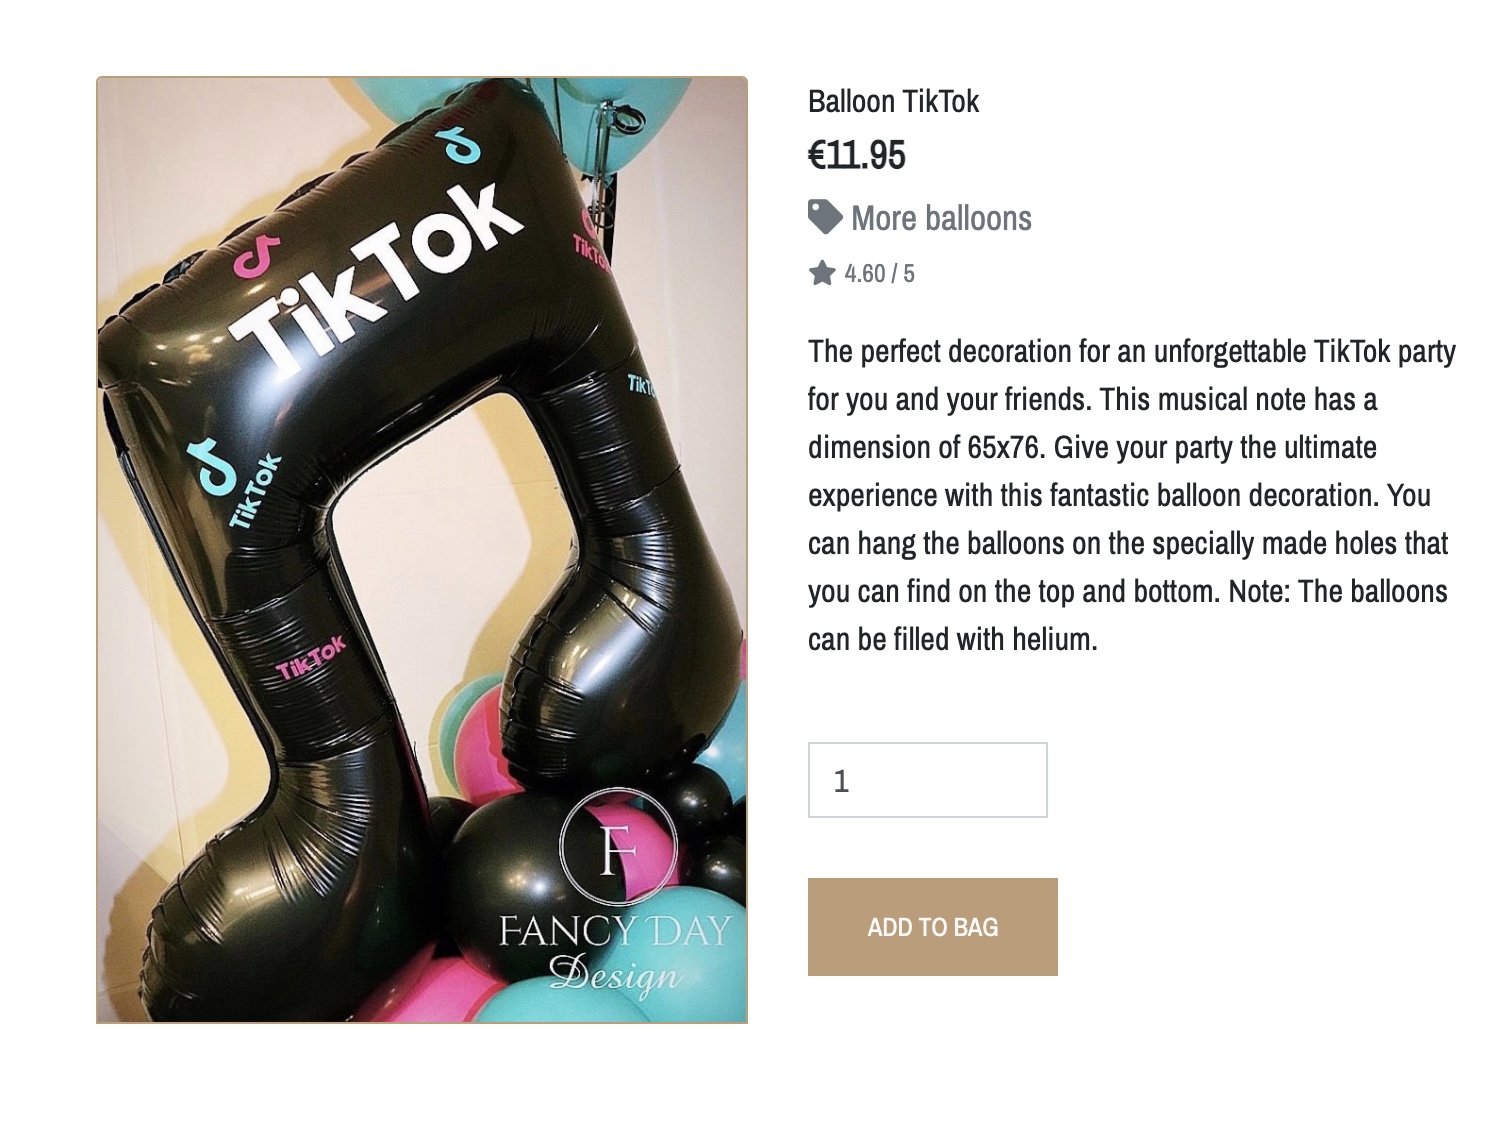 TikTok
TikTok
TikTok
TikTok
F
FANCY DAY
Design
Balloon TikTok
€11.95
More balloons
4.60 / 5
The perfect decoration for an unforgettable TikTok party
for you and your friends. This musical note has a
dimension of 65x76. Give your party the ultimate
experience with this fantastic balloon decoration. You
can hang the balloons on the specially made holes that
you can find on the top and bottom. Note: The balloons
can be filled with helium.
1
ADD TO BAG